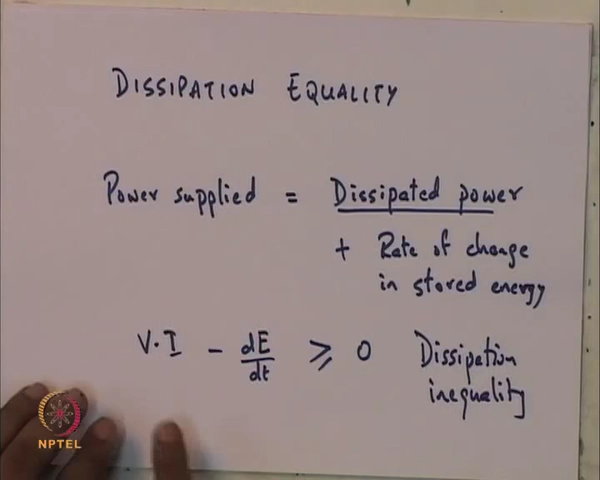 DISSIPATION EQUALITY
Power supplied = Dissipated power
+ Rate of change
in stored energy
V·I - dE/dt ≥ 0 Dissipation
inequality
NPTEL